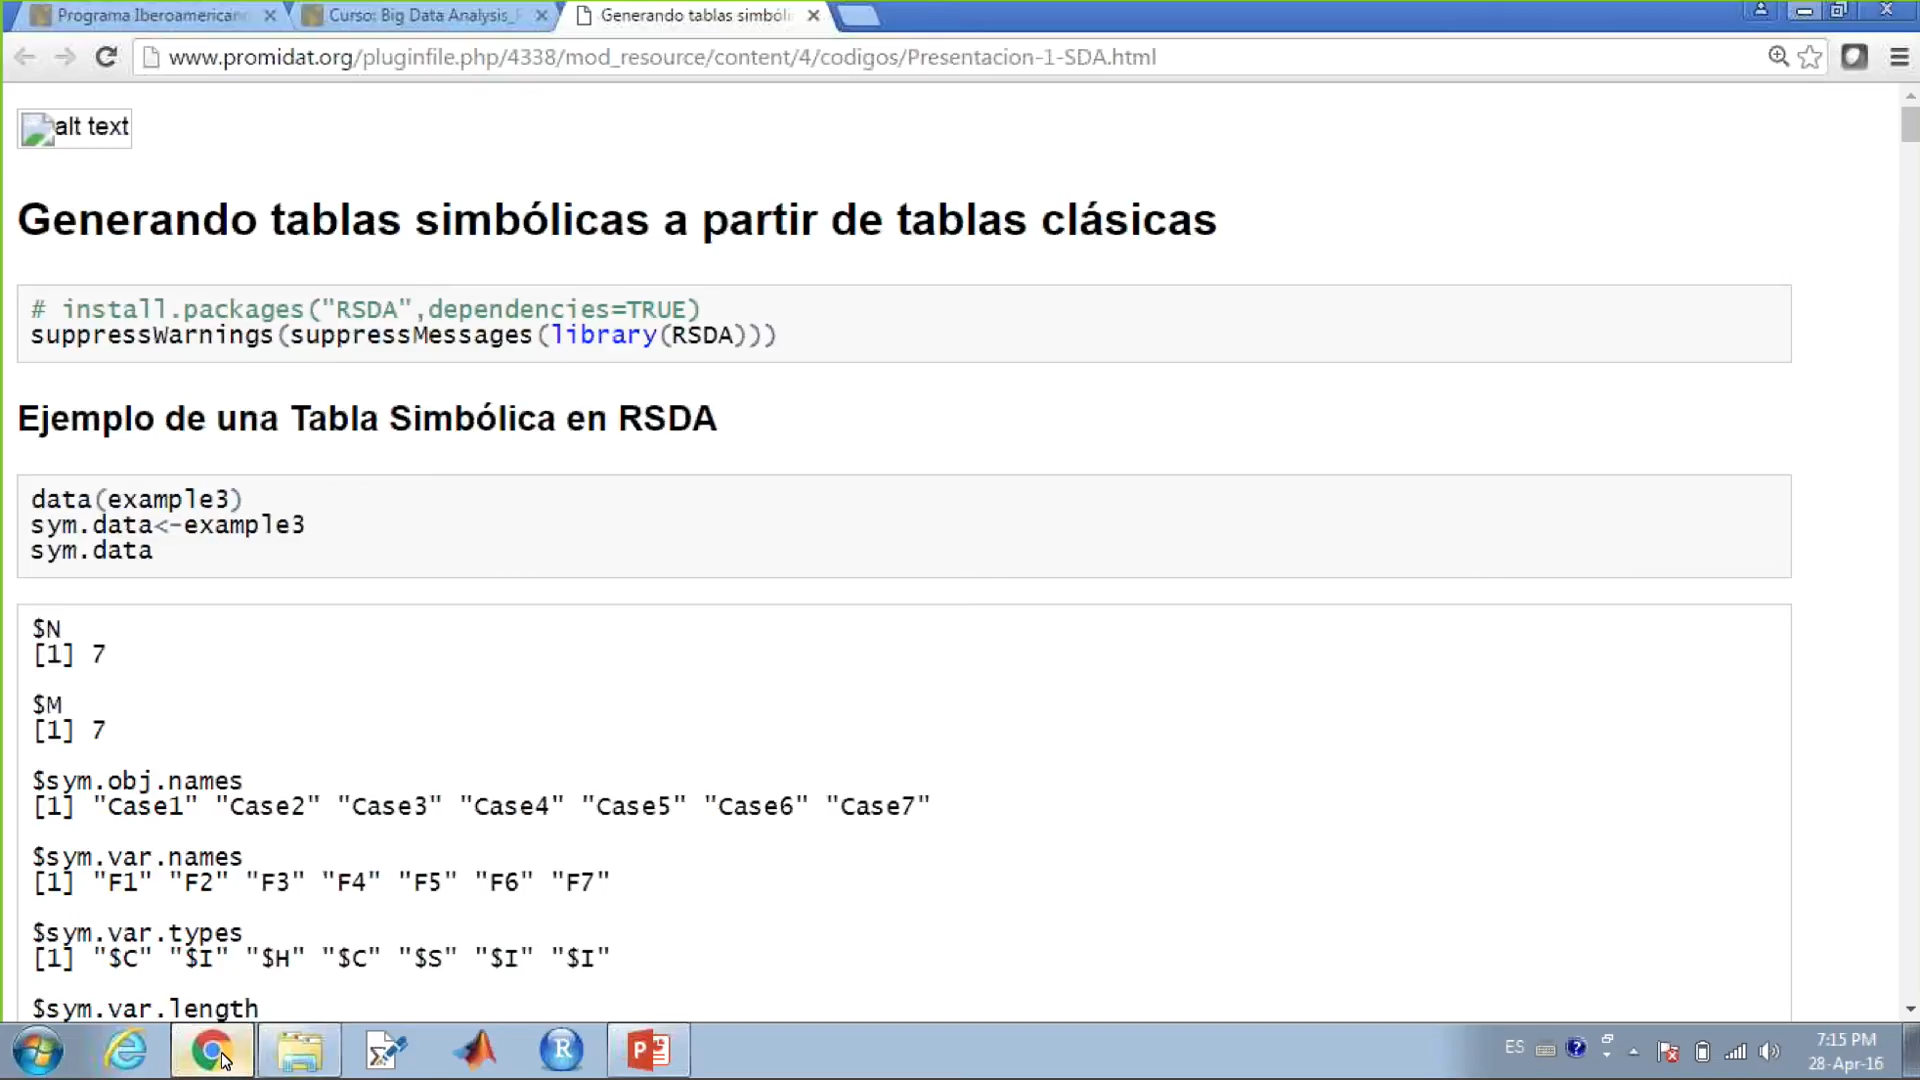 Programa Iberoamerican
Curso: Big Data Analysis_
Generando tablas simbóli
www.promidat.org/pluginfile.php/4338/mod_resource/content/4/codigos/Presentacion-1-SDA.html
alt text
Generando tablas simbólicas a partir de tablas clásicas
# install.packages("RSDA",dependencies=TRUE)
suppressWarnings(suppressMessages(library(RSDA)))
Ejemplo de una Tabla Simbólica en RSDA
data(example3)
sym.data<-example3
sym.data
$N
[1] 7
$M
[1] 7
$sym.obj.names
[1] "Case1" "Case2" "Case3" "Case4" "Case5" "Case6" "Case7"
$sym.var.names
[1] "F1" "F2" "F3" "F4" "F5" "F6" "F7"
$sym.var.types
[1] "$C" "$I" "$H" "$C" "$S" "$I" "$I"
$sym.var.length
ES
7:15 PM
28-Apr-16